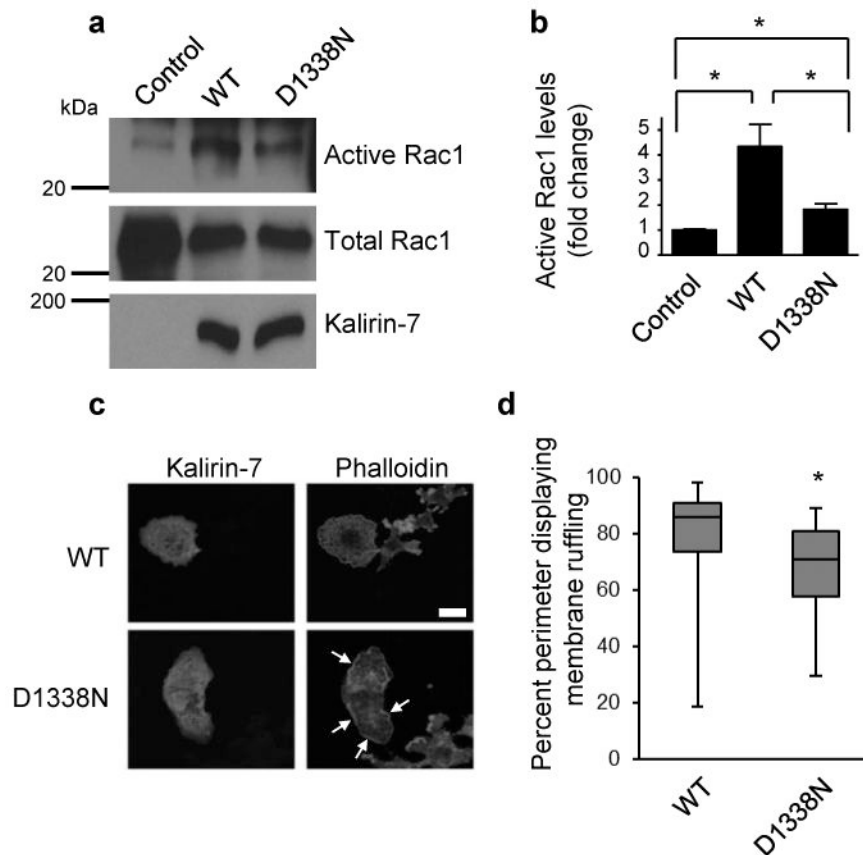 a
Control
WT
D1338N
kDa
Active Rac1
20
Total Rac1
20
200
Kalirin-7
b
*
*
*
Active Rac1 levels
(fold change)
5
4
3
2
1
0
Control
WT
D1338N
c
Kalirin-7
Phalloidin
WT
D1338N
d
Percent perimeter displaying
membrane ruffling
100
80
60
40
20
0
*
WT
D1338N